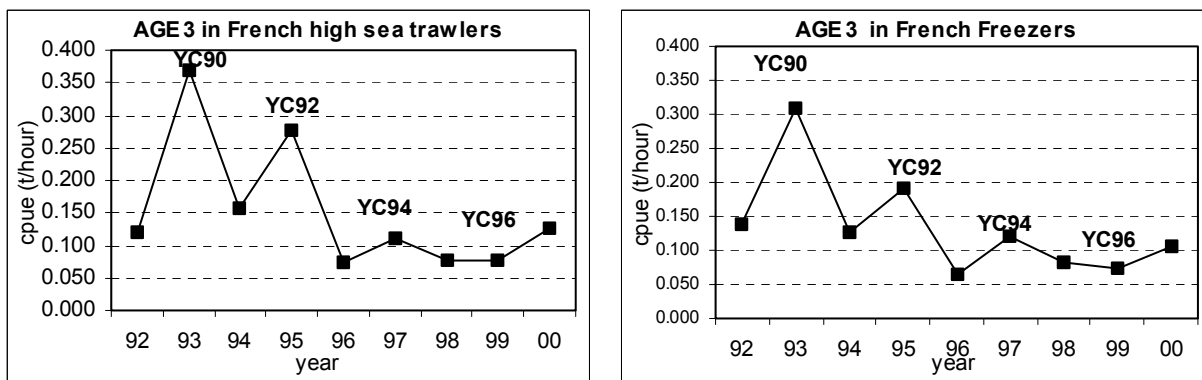 AGE3 in French high sea trawlers
0.400
0.350
0.300
0.250
0.200
0.150
0.100
0.050
0.000
cpue (t/hour)
YC90
YC92
YC94
YC96
92 93 94 95 96 97 98 99 00
year
AGE3 in French Freezers
0.400
0.350
0.300
0.250
0.200
0.150
0.100
0.050
0.000
cpue (t/hour)
YC90
YC92
YC94
YC96
92 93 94 95 96 97 98 99 00
year